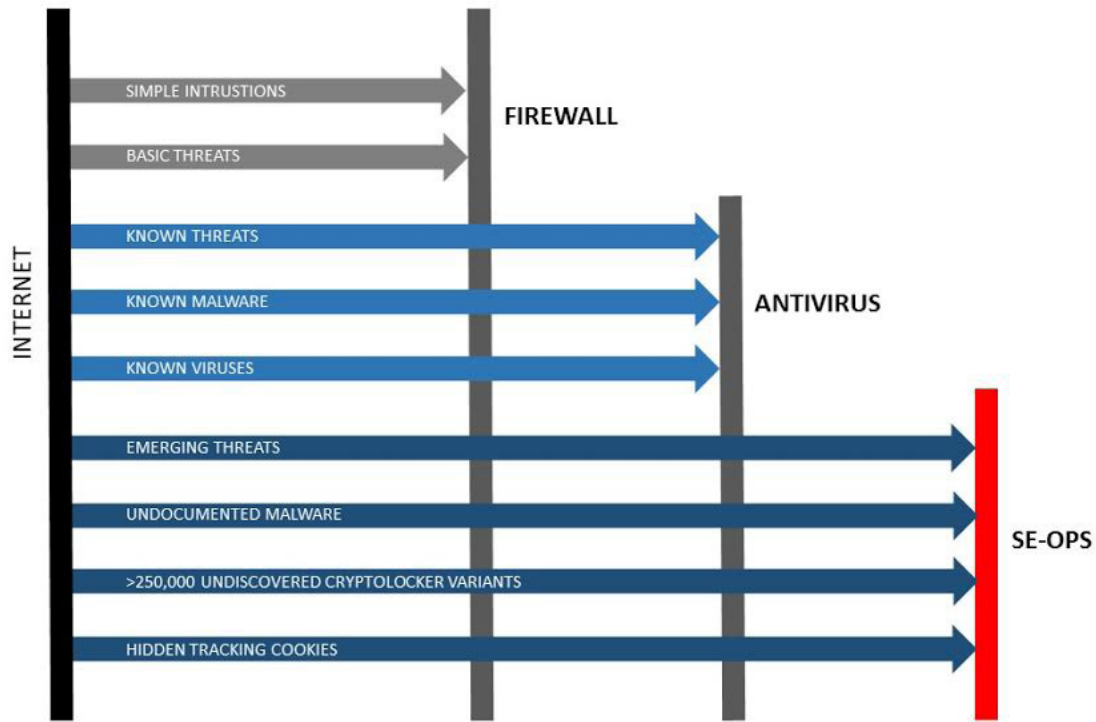 SIMPLE INTRUSTIONS
FIREWALL
BASIC THREATS
KNOWN THREATS
INTERNET
KNOWN MALWARE
ANTIVIRUS
KNOWN VIRUSES
EMERGING THREATS
UNDOCUMENTED MALWARE
SE-OPS
>250,000 UNDISCOVERED CRYPTOLOCKER VARIANTS
HIDDEN TRACKING COOKIES